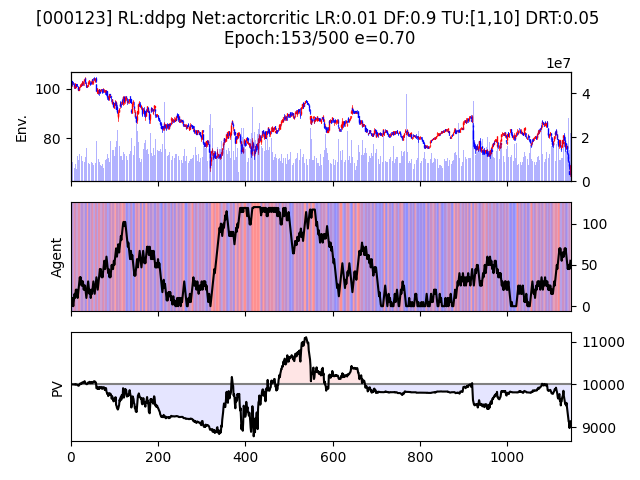 [000123] RL:ddpg Net:actorcritic LR:0.01 DF:0.9 TU:[1,10] DRT:0.05
Epoch:153/500 e=0.70
1e7
Env.
100
80
4
2
0
Agent
100
50
0
PV
11000
10000
9000
0 200 400 600 800 1000